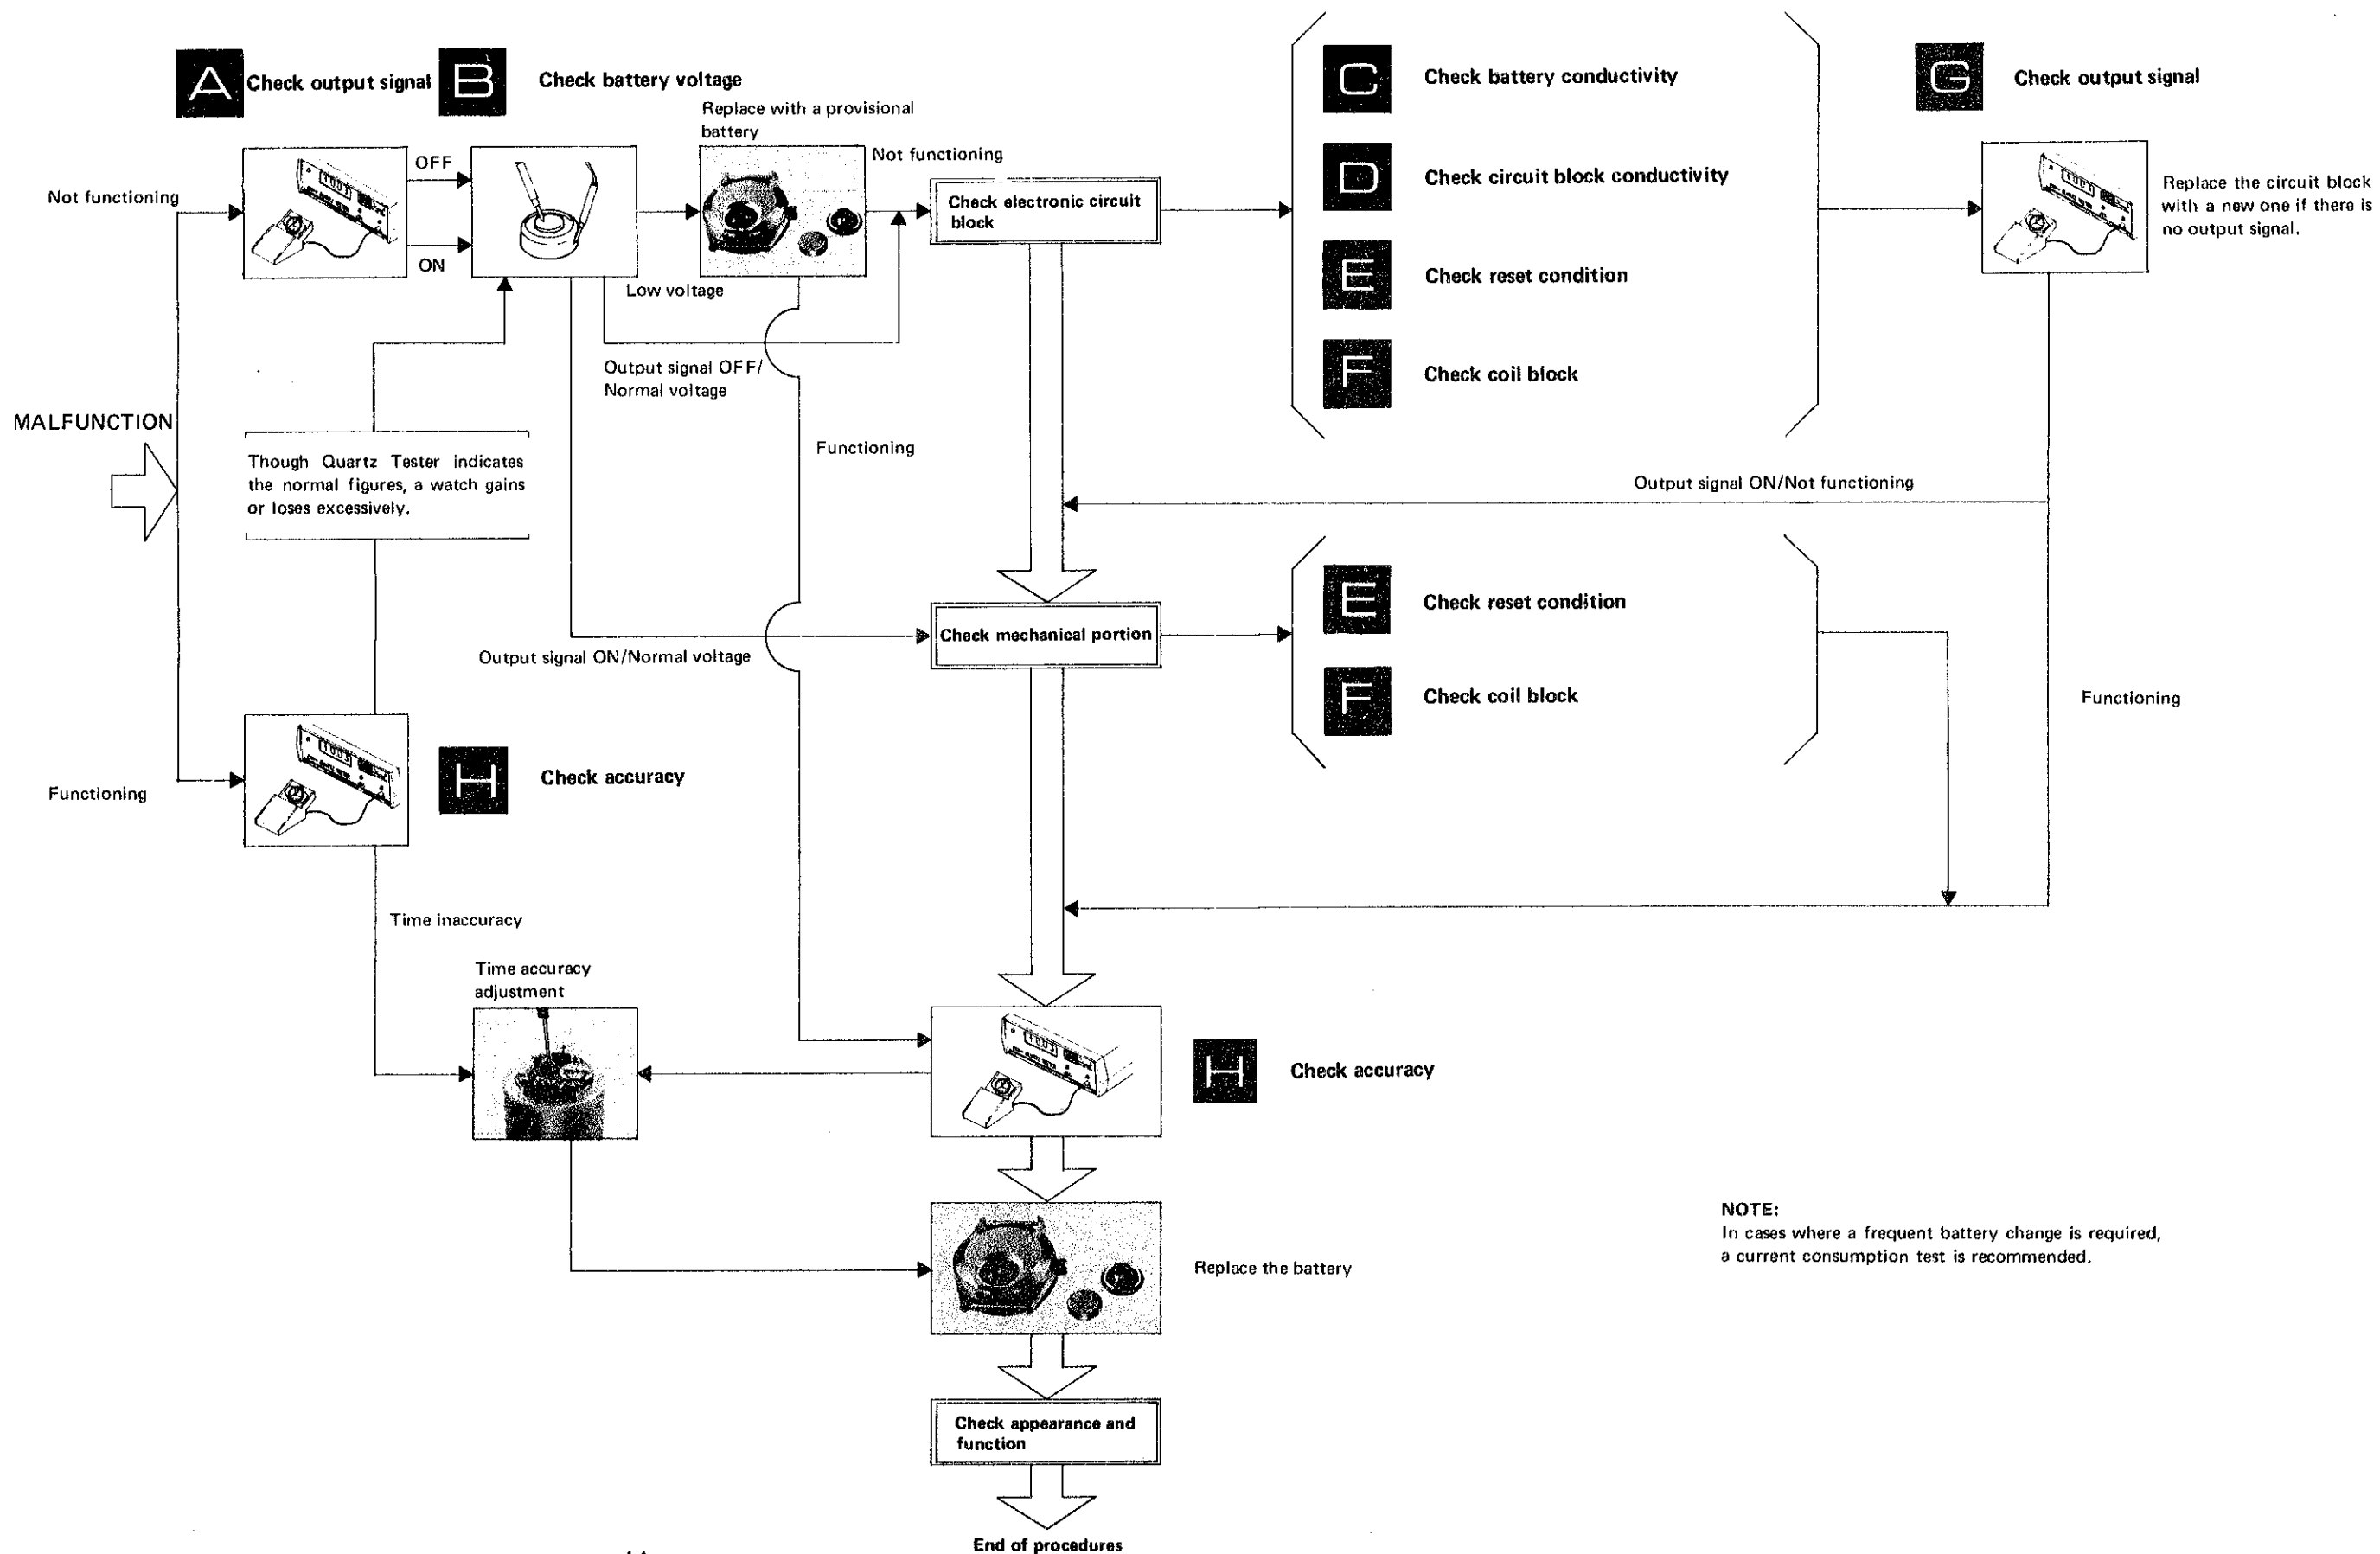 A
Check output signal
B
Check battery voltage
Replace with a provisional
battery
Not functioning
OFF
ON
Not functioning
Low voltage
Output signal OFF/
Normal voltage
Check electronic circuit
block
C
Check battery conductivity
D
Check circuit block conductivity
E
Check reset condition
F
Check coil block
G
Check output signal
Replace the circuit block
with a new one if there is
no output signal.
MALFUNCTION
Though Quartz Tester indicates
the normal figures, a watch gains
or loses excessively.
Functioning
Output signal ON/Not functioning
Output signal ON/Normal voltage
Check mechanical portion
E
Check reset condition
F
Check coil block
Functioning
Functioning
H
Check accuracy
Time inaccuracy
Time accuracy
adjustment
H
Check accuracy
Replace the battery
NOTE:
In cases where a frequent battery change is required,
a current consumption test is recommended.
Check appearance and
function
End of procedures